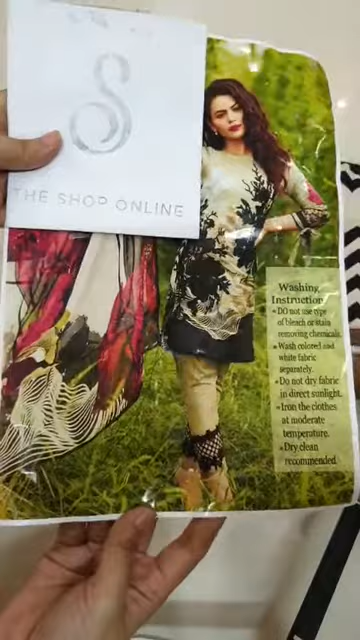 S
THE SHOP ONLINE
Washing
Instruction
• DO not use type
of bleach or stain
removing chemicals.
• Wash colored and
white fabric
separately.
• Do not dry fabric
in direct sunlight.
• Iron the clothes
at moderate
temperature.
• Dry clean
recommended